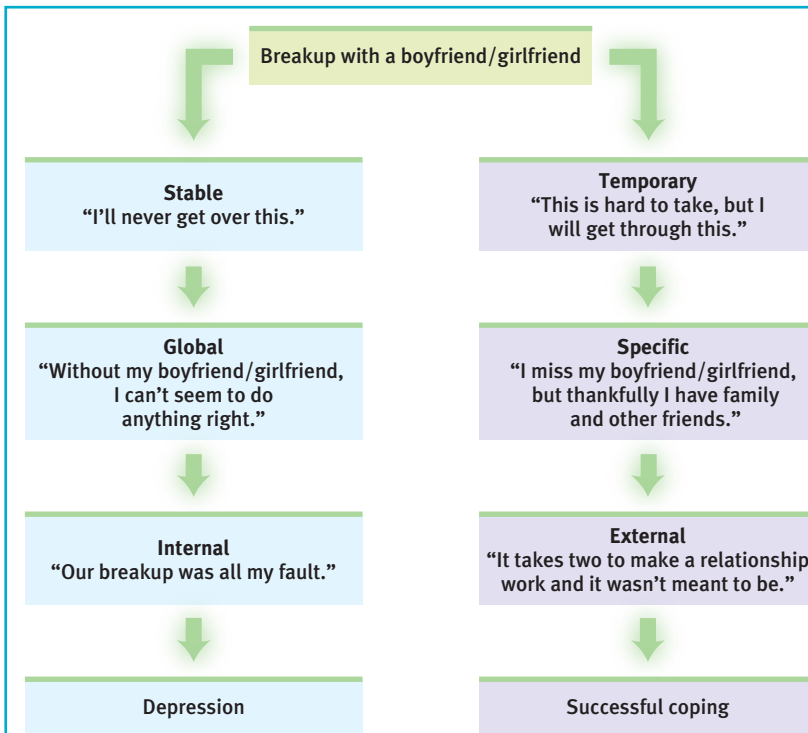 Breakup with a boyfriend/girlfriend
Stable
“I’ll never get over this.”
Global
“Without my boyfriend/girlfriend,
I can’t seem to do
anything right.”
Internal
“Our breakup was all my fault.”
Depression
Temporary
“This is hard to take, but I
will get through this.”
Specific
“I miss my boyfriend/girlfriend,
but thankfully I have family
and other friends.”
External
“It takes two to make a relationship
work and it wasn’t meant to be.”
Successful coping